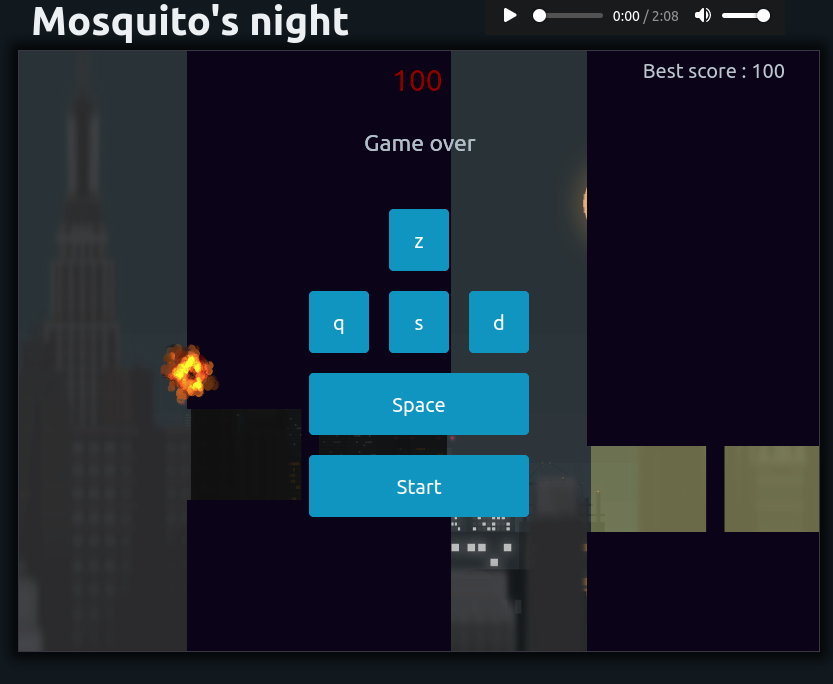 Mosquito's night
0:00 / 2:08
100
Best score : 100
Game over
z
q s d
Space
Start